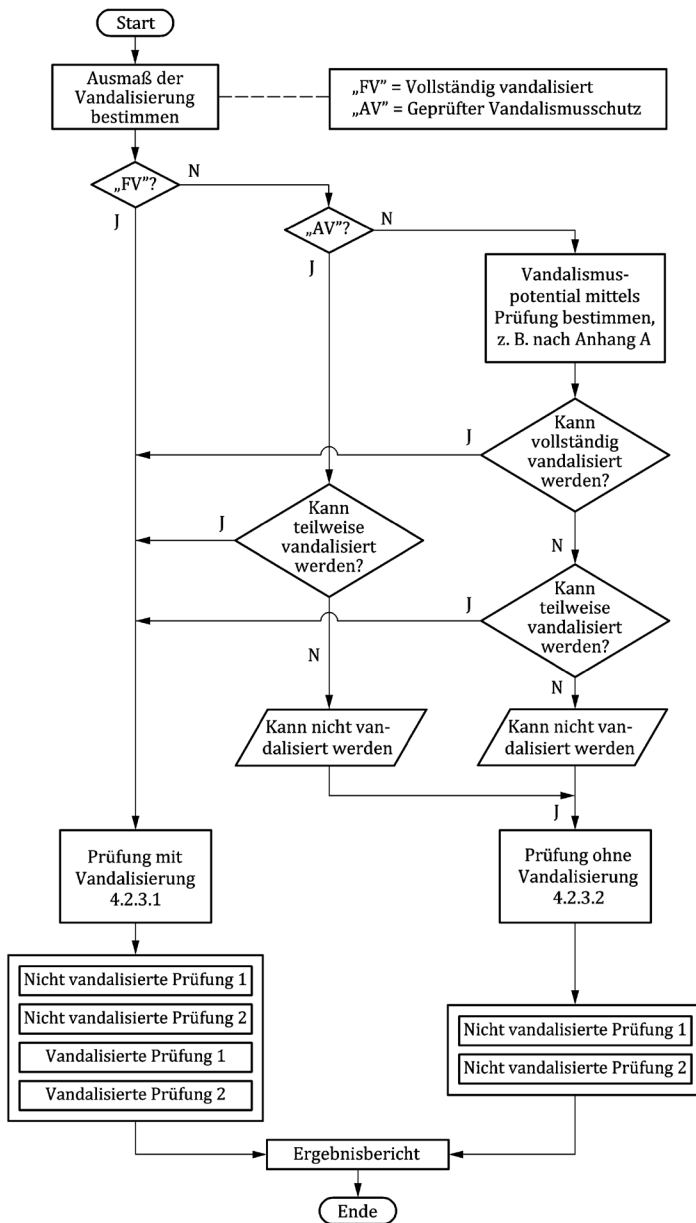 Start
Ausmaß der
Vandalisierung
bestimmen
„FV” = Vollständig vandalisiert
„AV” = Geprüfter Vandalismusschutz
„FV”?
N
J
„AV”?
N
J
Vandalismus-
potential mittels
Prüfung bestimmen,
z. B. nach Anhang A
Kann
vollständig
vandalisiert
werden?
J
N
Kann
teilweise
vandalisiert
werden?
J
N
Kann
teilweise
vandalisiert
werden?
J
N
Kann nicht van-
dalisiert werden
Kann nicht van-
dalisiert werden
J
Prüfung mit
Vandalisierung
4.2.3.1
Prüfung ohne
Vandalisierung
4.2.3.2
Nicht vandalisierte Prüfung 1
Nicht vandalisierte Prüfung 2
Vandalisierte Prüfung 1
Vandalisierte Prüfung 2
Nicht vandalisierte Prüfung 1
Nicht vandalisierte Prüfung 2
Ergebnisbericht
Ende